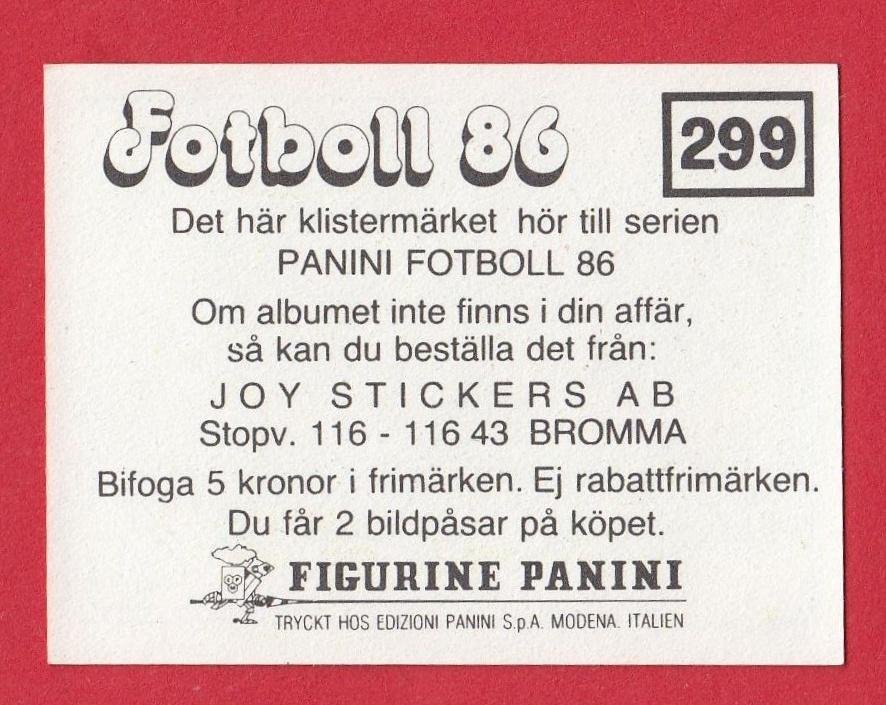 Fotboll 86
299
Det här klistermärket hör till serien
PANINI FOTBOLL 86
Om albumet inte finns i din affär,
så kan du beställa det från:
JOY STICKERS AB
Stopv. 116 - 116 43 BROMMA
Bifoga 5 kronor i frimärken. Ej rabattfrimärken.
Du får 2 bildpåsar på köpet.
FIGURINE PANINI
TRYCKT HOS EDIZIONI PANINI S.p.A. MODENA. ITALIEN